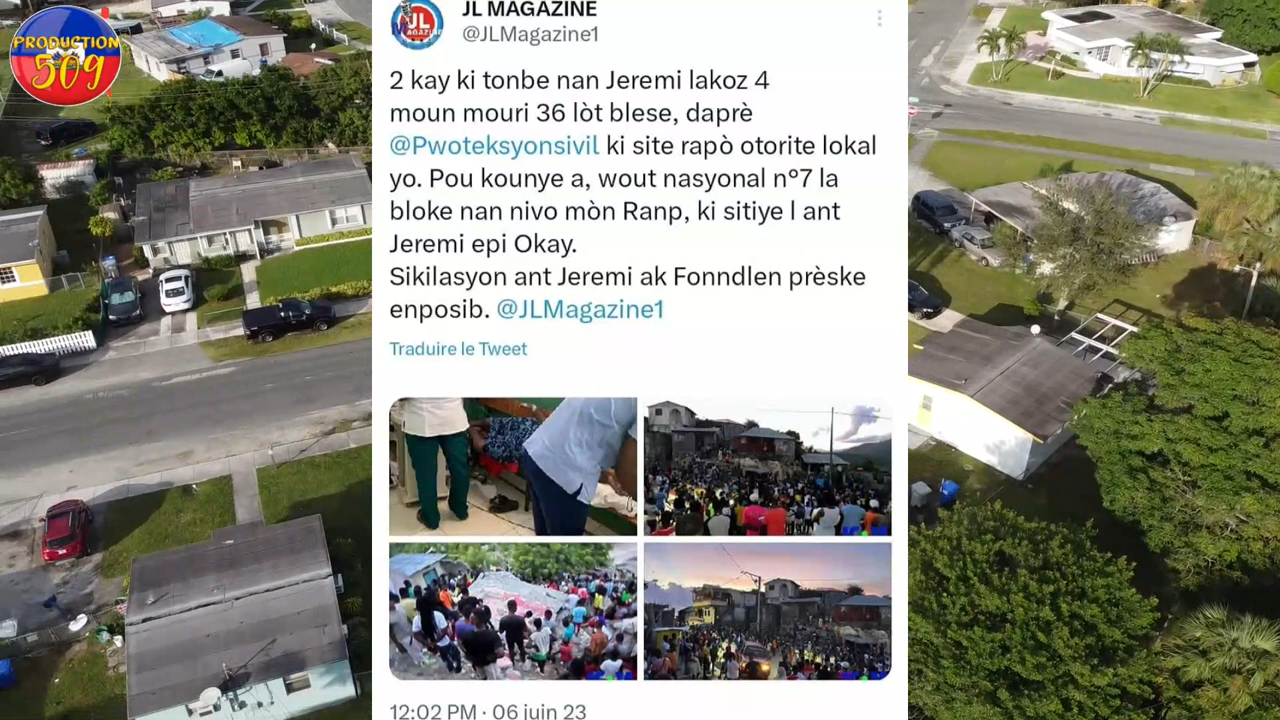 PRODUCTION
509
JL MAGAZINE
@JLMagazine1
2 kay ki tonbe nan Jeremi lakoz 4
moun mouri 36 lòt blese, daprè
@Pwoteksyonsivil ki site rapò otorite lokal
yo. Pou kounye a, wout nasyonal nº7 la
bloke nan nivo mòn Ranp, ki sitiye l ant
Jeremi epi Okay.
Sikilasyon ant Jeremi ak Fonndlen prèske
enposib. @JLMagazine1
Traduire le Tweet
12:02 PM · 06 juin 23